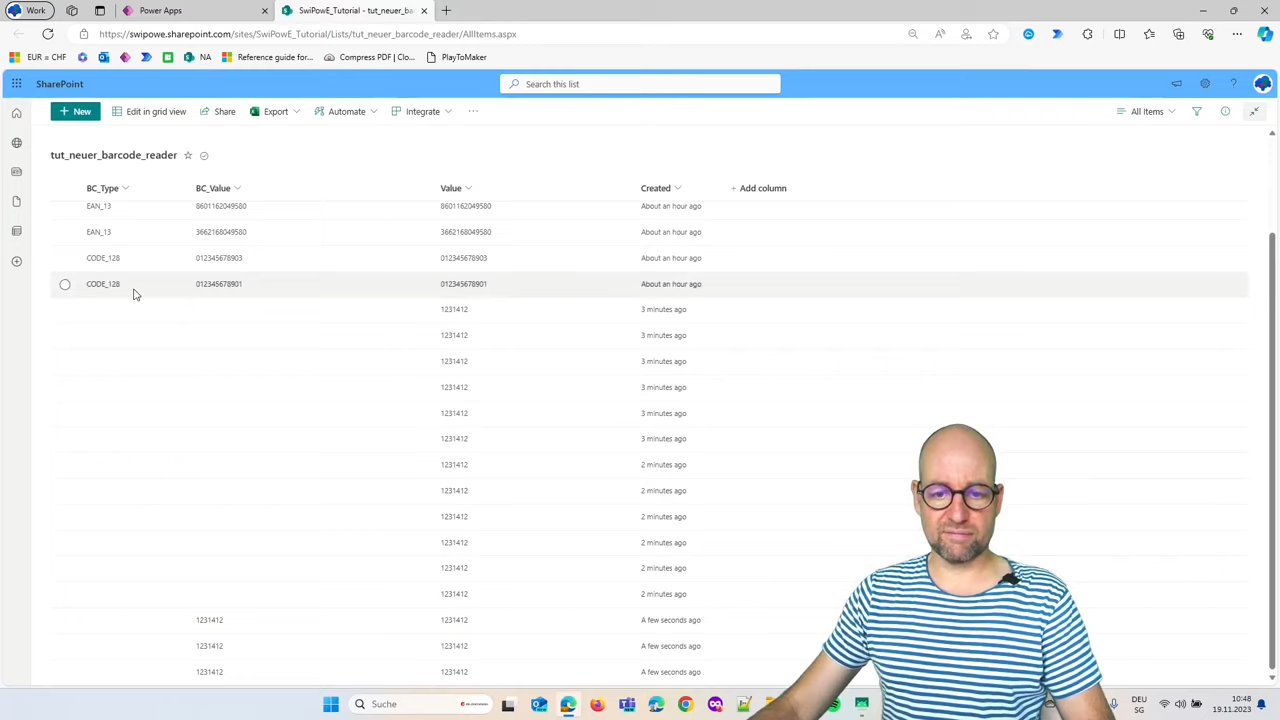 Work
Power Apps
SwiPowE_Tutorial - tut_neuer_bar
https://swipowe.sharepoint.com/sites/SwiPowE_Tutorial/Lists/tut_neuer_barcode_reader/AllItems.aspx
EUR = CHF
NA
Reference guide for...
Compress PDF | Clo...
PlayToMaker
SharePoint
Search this list
+ New
Edit in grid view
Share
Export
Automate
Integrate
...
All Items
tut_neuer_barcode_reader
BC_Type BC_Value Value Created + Add column
EAN_13 8601162049580 8601162049580 About an hour ago
EAN_13 3662168049580 3662168049580 About an hour ago
CODE_128 012345678903 012345678903 About an hour ago
CODE_128 012345678901 012345678901 About an hour ago
1231412 3 minutes ago
1231412 3 minutes ago
1231412 3 minutes ago
1231412 3 minutes ago
1231412 3 minutes ago
1231412 3 minutes ago
1231412 2 minutes ago
1231412 2 minutes ago
1231412 2 minutes ago
1231412 2 minutes ago
1231412 2 minutes ago
1231412 2 minutes ago
1231412 1231412 A few seconds ago
1231412 1231412 A few seconds ago
1231412 1231412 A few seconds ago
Suche
DEU
SG
10:48
19.11.2023